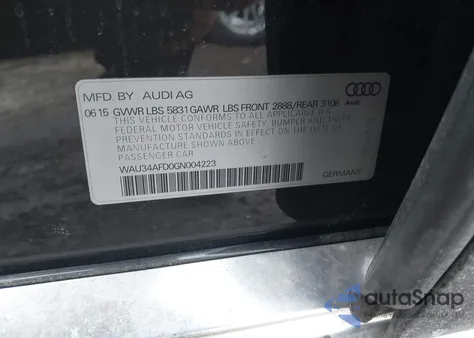 MFD. BY AUDI AG
06 15 GVWR LBS 5831 GAWR LBS FRONT 2888/REAR 3108
Audi
THIS VEHICLE CONFORMS TO ALL APPLICABLE U.S.
FEDERAL MOTOR VEHICLE SAFETY, BUMPER AND THEFT
PREVENTION STANDARDS IN EFFECT ON THE DATE OF
MANUFACTURE SHOWN ABOVE.
PASSENGER CAR
WAU34AFD0GN004223
GERMANY
autoSnap